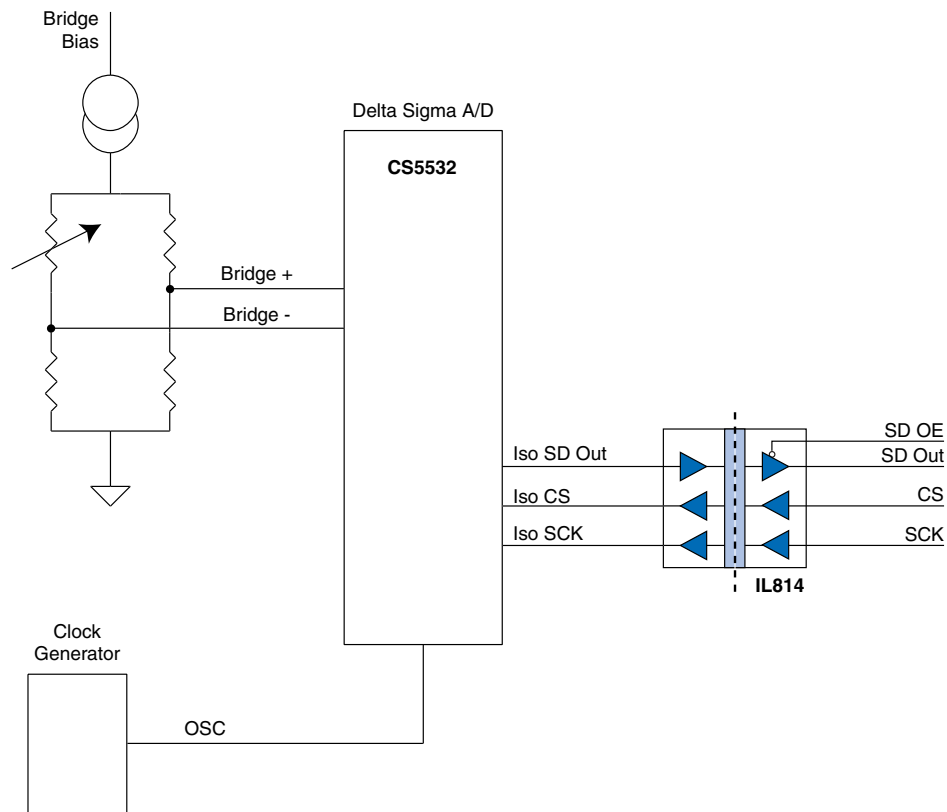 Bridge
Bias
Delta Sigma A/D
CS5532
Bridge +
Bridge -
SD OE
Iso SD Out
SD Out
Iso CS
CS
Iso SCK
SCK
IL814
Clock
Generator
OSC